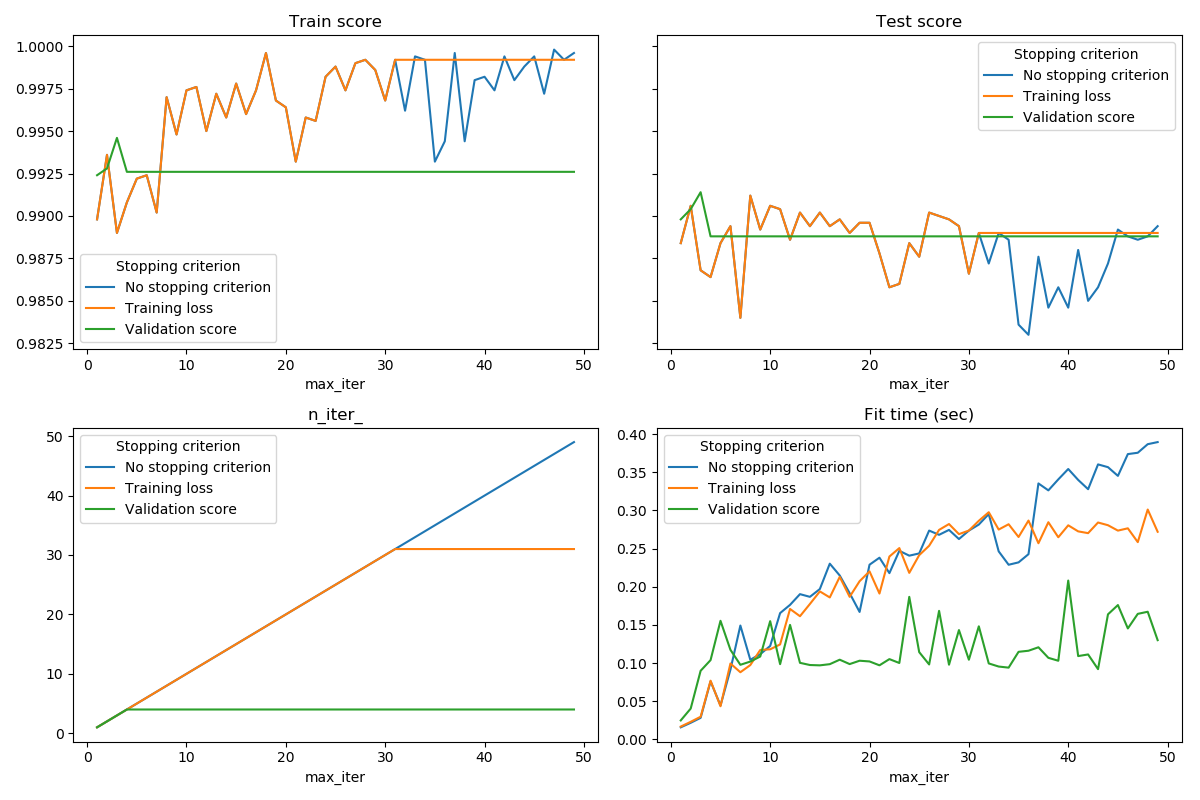 Train score
1.0000
0.9975
0.9950
0.9925
0.9900
0.9875
0.9850
0.9825
Stopping criterion
No stopping criterion
Training loss
Validation score
0 10 20 30 40 50
max_iter
Test score
Stopping criterion
No stopping criterion
Training loss
Validation score
0 10 20 30 40 50
max_iter
n_iter_
50
40
30
20
10
0
Stopping criterion
No stopping criterion
Training loss
Validation score
0 10 20 30 40 50
max_iter
Fit time (sec)
0.40
0.35
0.30
0.25
0.20
0.15
0.10
0.05
0.00
Stopping criterion
No stopping criterion
Training loss
Validation score
0 10 20 30 40 50
max_iter